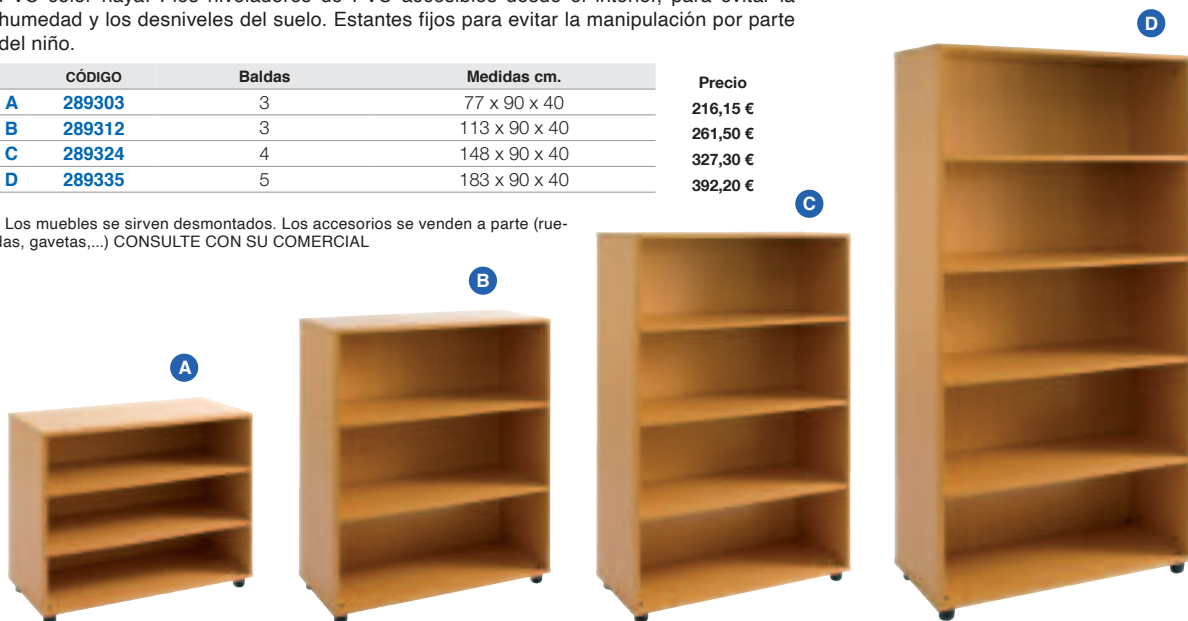 humedad y los desniveles del suelo. Estantes fijos para evitar la manipulación por parte
del niño.
CÓDIGO Baldas Medidas cm. Precio
A 289303 3 77 x 90 x 40 216,15 €
B 289312 3 113 x 90 x 40 261,50 €
C 289324 4 148 x 90 x 40 327,30 €
D 289335 5 183 x 90 x 40 392,20 €
Los muebles se sirven desmontados. Los accesorios se venden a parte (rue-
das, gavetas,...) CONSULTE CON SU COMERCIAL
A
B
C
D